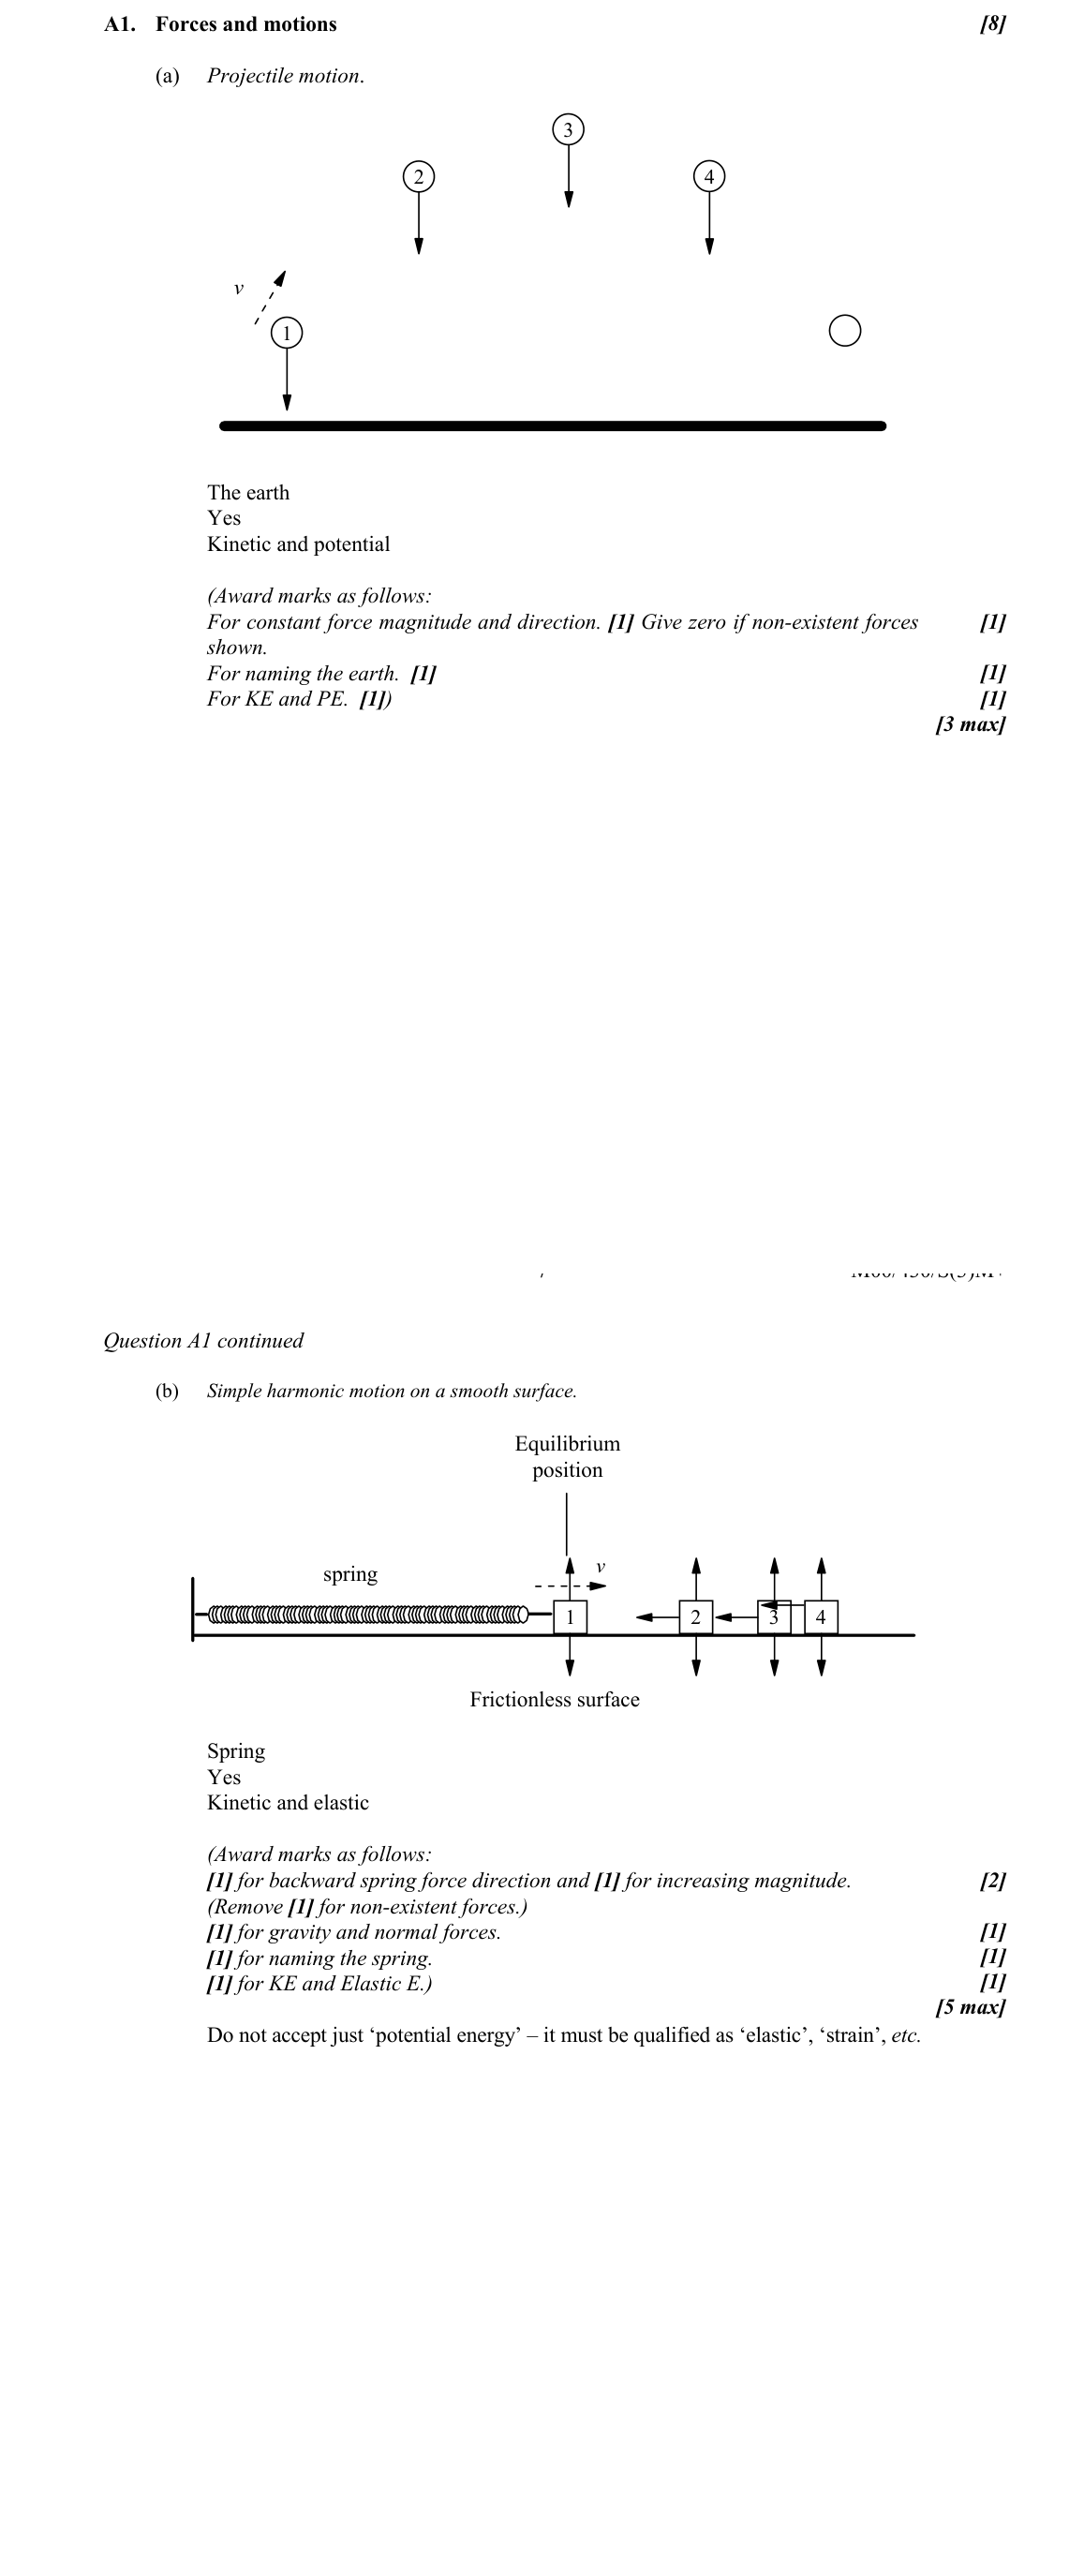 A1. Forces and motions [8]
(a) Projectile motion.
3
2
4
v
1
The earth
Yes
Kinetic and potential
(Award marks as follows:
For constant force magnitude and direction. [1] Give zero if non-existent forces [1]
shown.
For naming the earth. [1] [1]
For KE and PE. [1]) [1]
[3 max]
Question A1 continued
(b) Simple harmonic motion on a smooth surface.
Equilibrium
position
v
spring
1 2 3 4
Frictionless surface
Spring
Yes
Kinetic and elastic
(Award marks as follows:
[1] for backward spring force direction and [1] for increasing magnitude. [2]
(Remove [1] for non-existent forces.)
[1] for gravity and normal forces. [1]
[1] for naming the spring. [1]
[1] for KE and Elastic E.) [1]
[5 max]
Do not accept just ‘potential energy’ – it must be qualified as ‘elastic’, ‘strain’, etc.